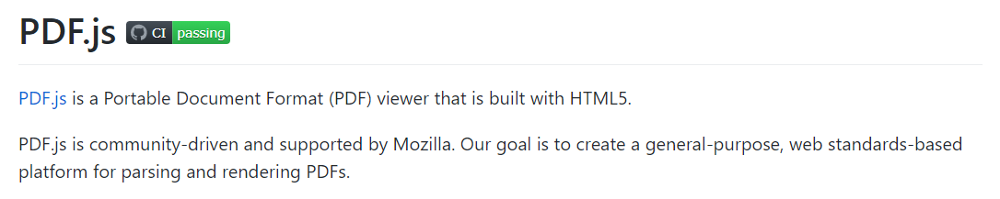 PDF.js CI passing
PDF.js is a Portable Document Format (PDF) viewer that is built with HTML5.
PDF.js is community-driven and supported by Mozilla. Our goal is to create a general-purpose, web standards-based
platform for parsing and rendering PDFs.